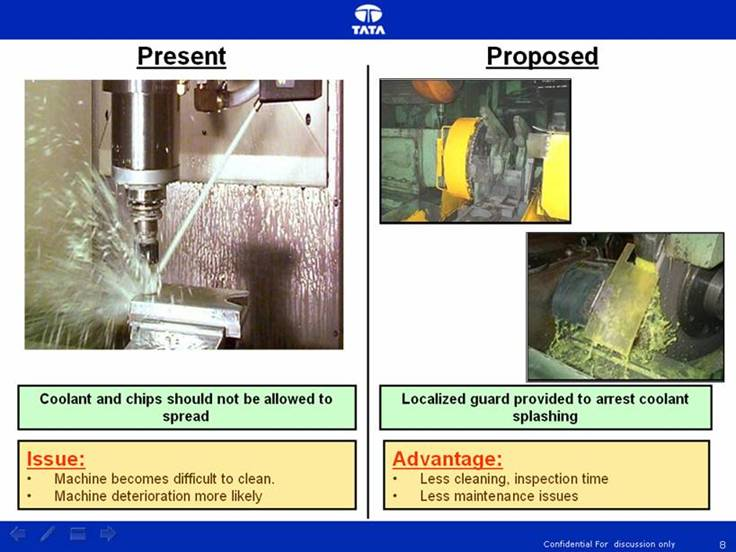 TATA
Present
Proposed
Coolant and chips should not be allowed to
spread
Localized guard provided to arrest coolant
splashing
Issue:
• Machine becomes difficult to clean.
• Machine deterioration more likely
Advantage:
• Less cleaning, inspection time
• Less maintenance issues
Confidential For discussion only
8